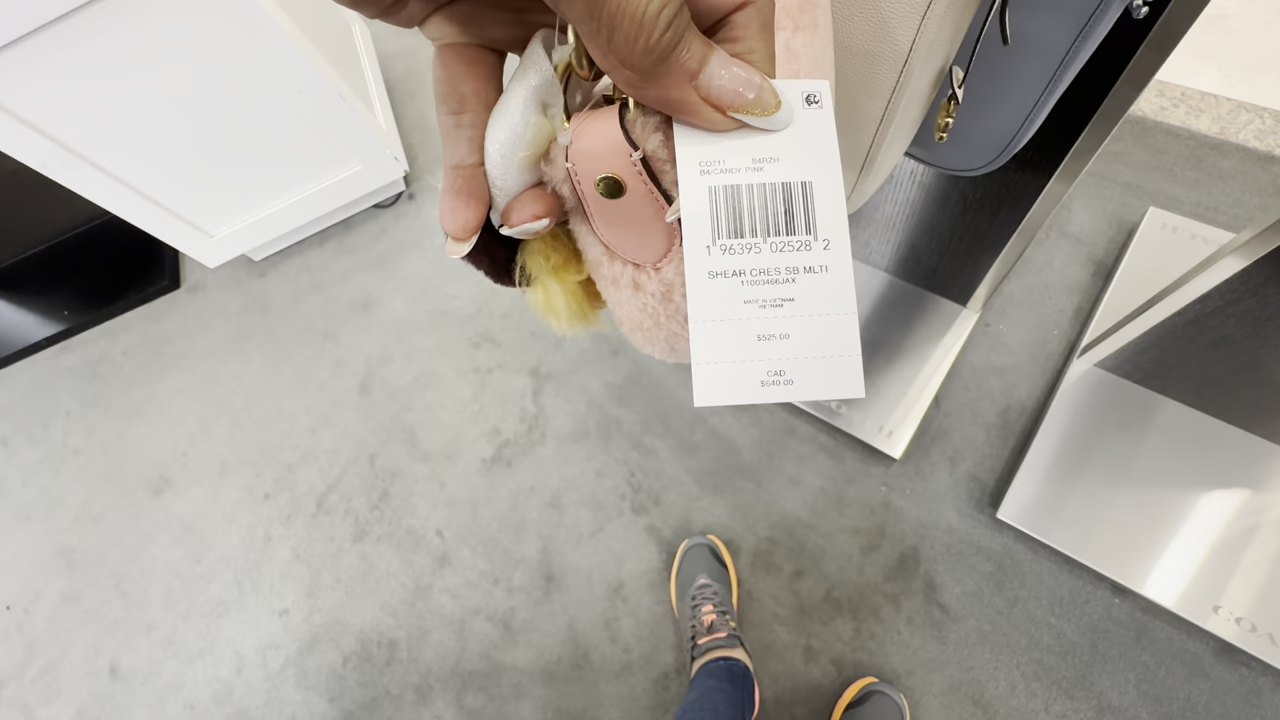 CO211 B4RZH
B4/CANDY PINK
1 96395 02528 2
SHEAR CRES SB MLTI
11003466JAX
MADE IN VIETNAM
VIETNAM
$525.00
CAD
$640.00